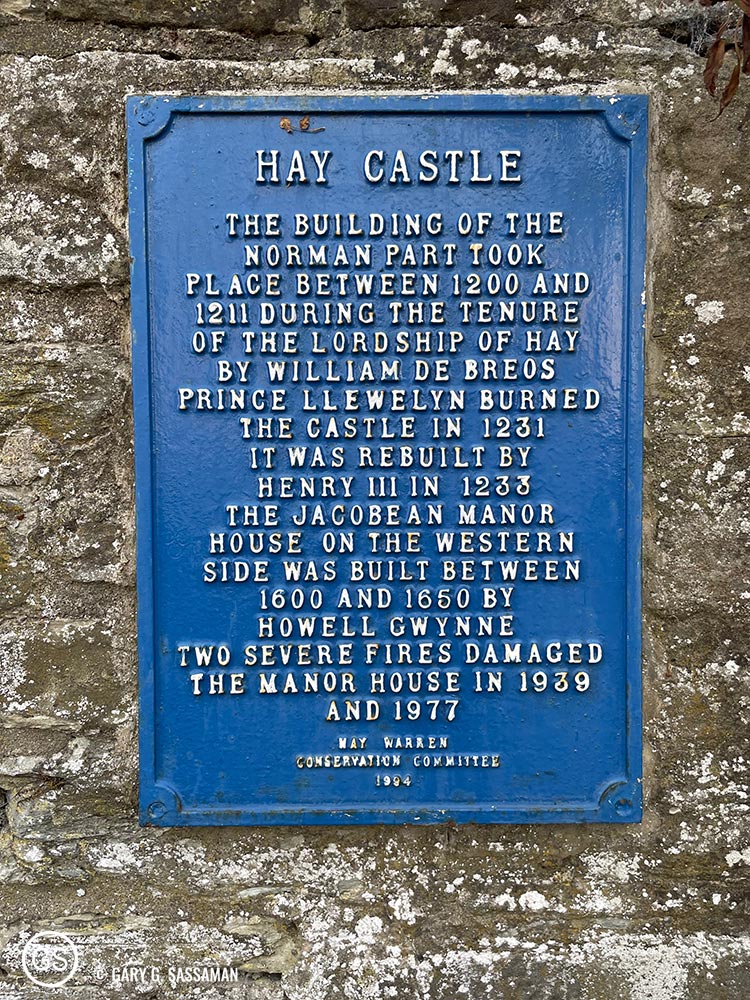 HAY CASTLE
THE BUILDING OF THE
NORMAN PART TOOK
PLACE BETWEEN 1200 AND
1211 DURING THE TENURE
OF THE LORDSHIP OF HAY
BY WILLIAM DE BREOS
PRINCE LLEWELYN BURNED
THE CASTLE IN 1231
IT WAS REBUILT BY
HENRY III IN 1233
THE JACOBEAN MANOR
HOUSE ON THE WESTERN
SIDE WAS BUILT BETWEEN
1600 AND 1650 BY
HOWELL GWYNNE
TWO SEVERE FIRES DAMAGED
THE MANOR HOUSE IN 1939
AND 1977
HAY WARREN
CONSERVATION COMMITTEE
1994
GS © GARY G. SASSAMAN